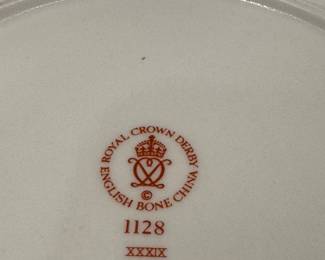 ROYAL CROWN DERBY
ENGLISH BONE CHINA
©
1128
XXXIX